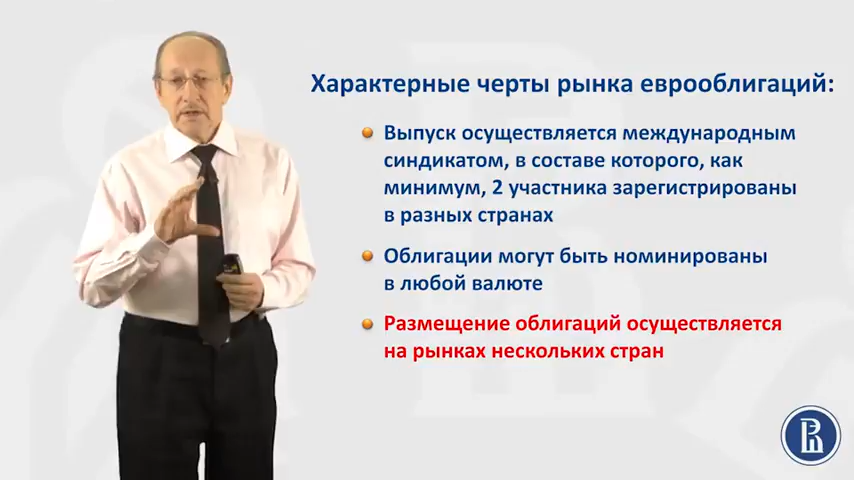 Характерные черты рынка еврооблигаций:
Выпуск осуществляется международным
синдикатом, в составе которого, как
минимум, 2 участника зарегистрированы
в разных странах
Облигации могут быть номинированы
в любой валюте
Размещение облигаций осуществляется
на рынках нескольких стран